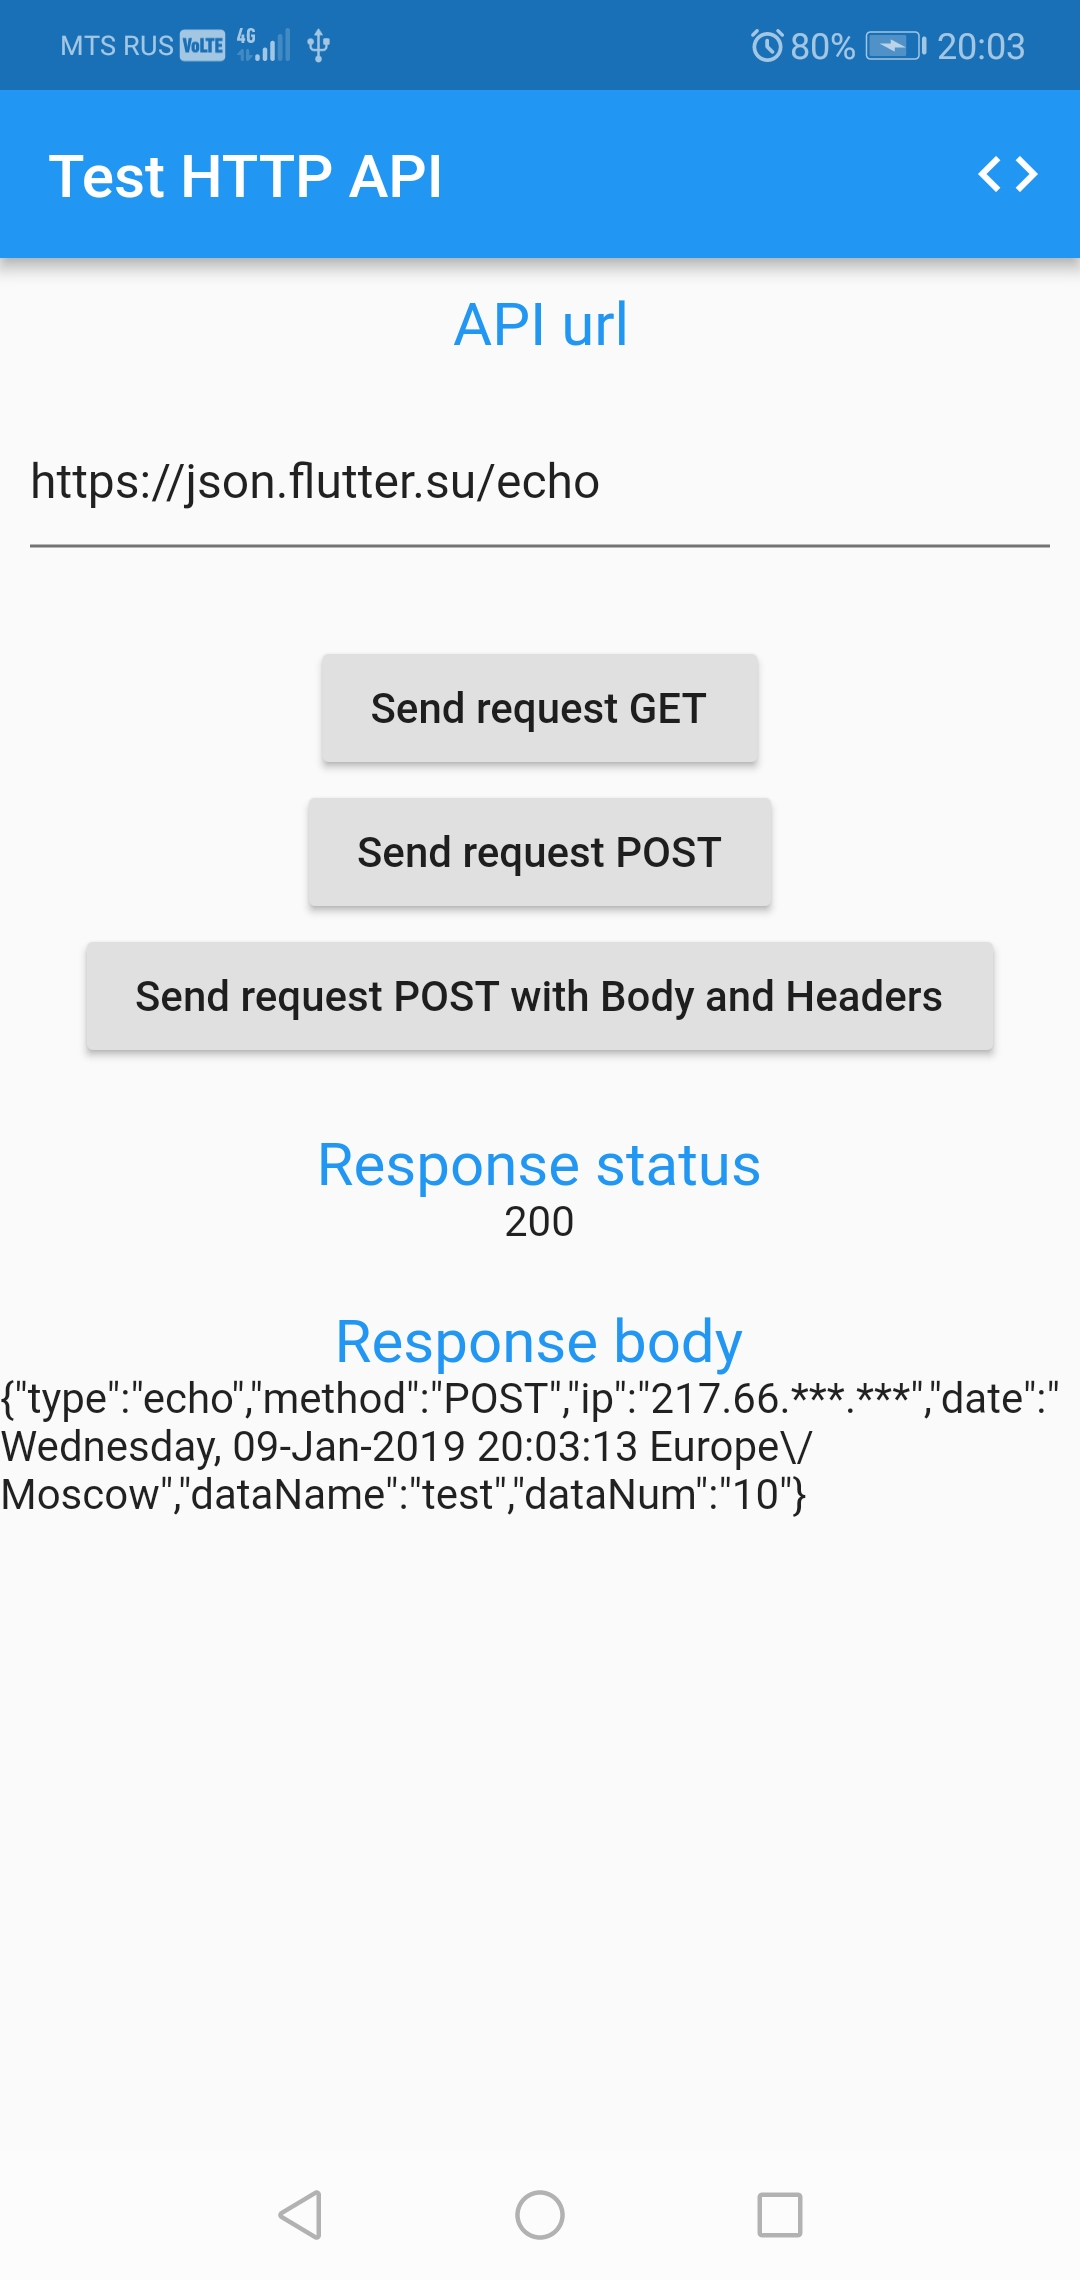 MTS RUS VoLTE 4G 80% 20:03
Test HTTP API <>
API url
https://json.flutter.su/echo
Send request GET
Send request POST
Send request POST with Body and Headers
Response status
200
Response body
{"type":"echo","method":"POST","ip":"217.66.***.***","date":"
Wednesday, 09-Jan-2019 20:03:13 Europe\/
Moscow","dataName":"test","dataNum":"10"}